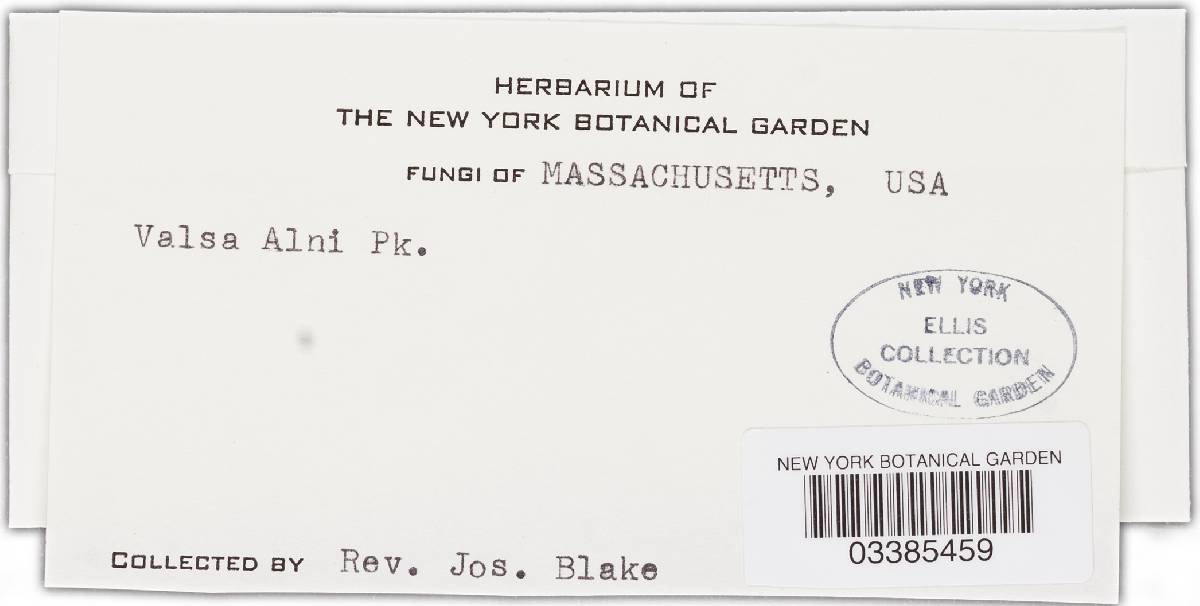 HERBARIUM OF
THE NEW YORK BOTANICAL GARDEN
FUNGI OF MASSACHUSETTS, USA
Valsa Alni Pk.
NEW YORK
ELLIS
COLLECTION
BOTANICAL GARDEN
NEW YORK BOTANICAL GARDEN
03385459
COLLECTED BY Rev. Jos. Blake